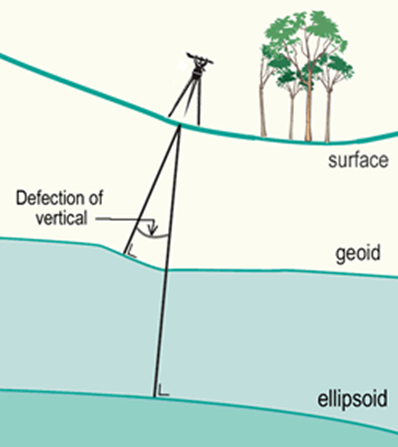 surface
Defection of
vertical
geoid
ellipsoid